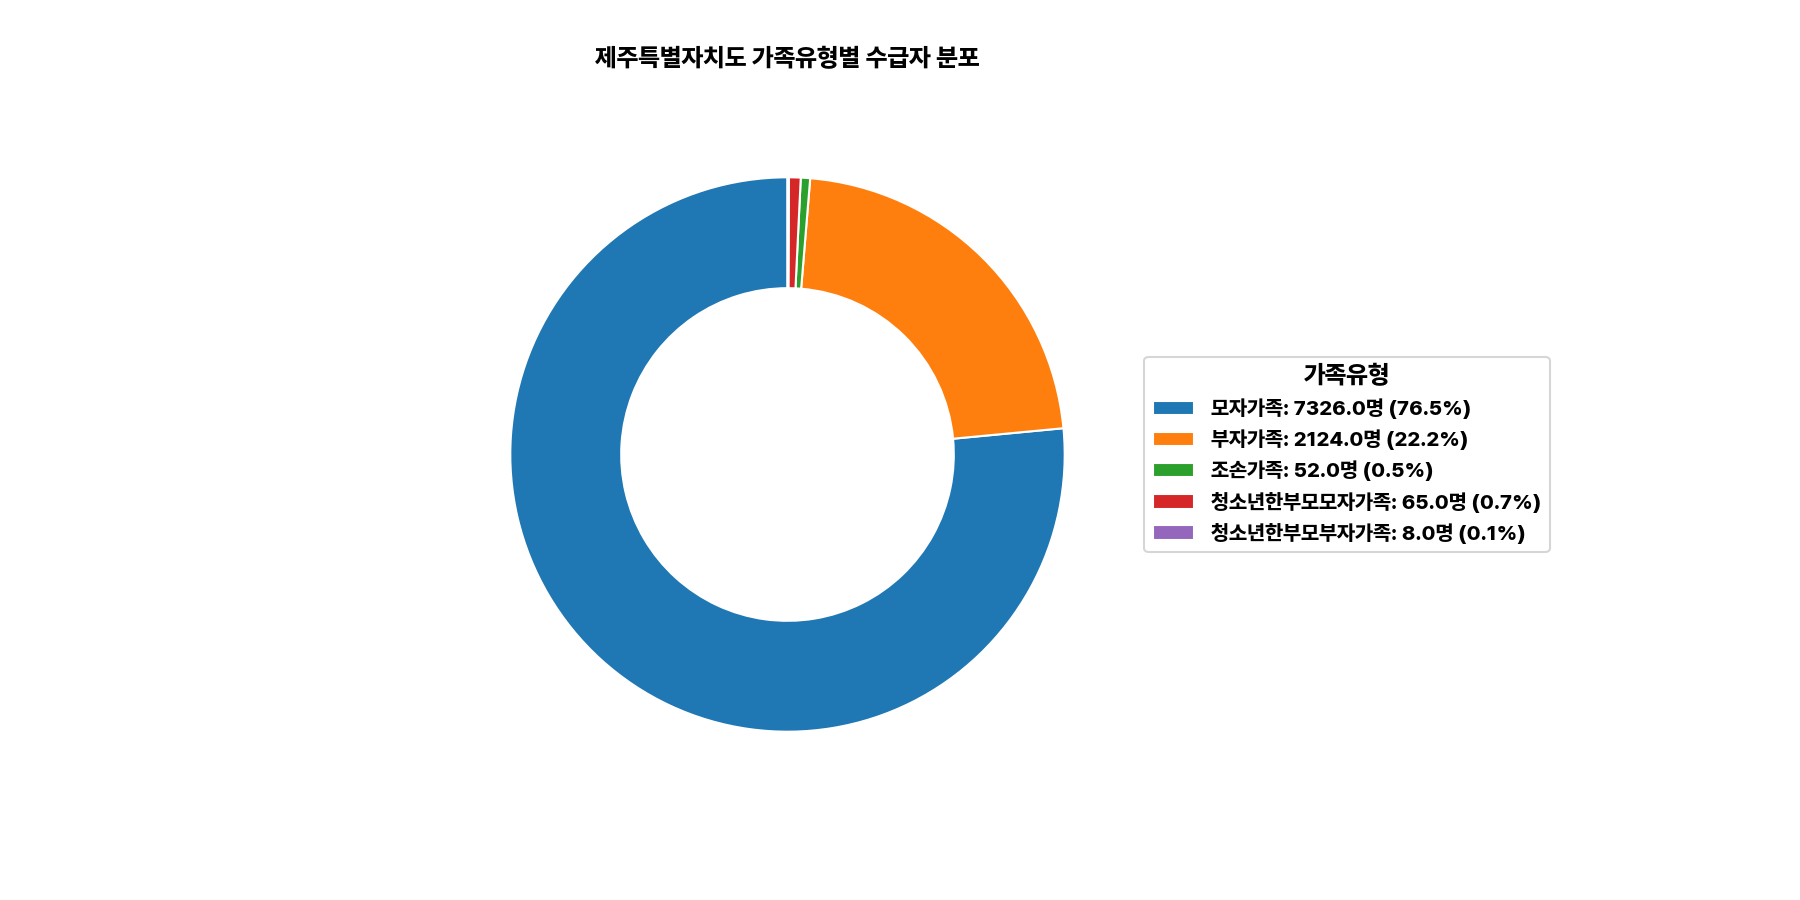 제주특별자치도 가족유형별 수급자 분포
가족유형
모자가족: 7326.0명 (76.5%)
부자가족: 2124.0명 (22.2%)
조손가족: 52.0명 (0.5%)
청소년한부모모자가족: 65.0명 (0.7%)
청소년한부모부자가족: 8.0명 (0.1%)